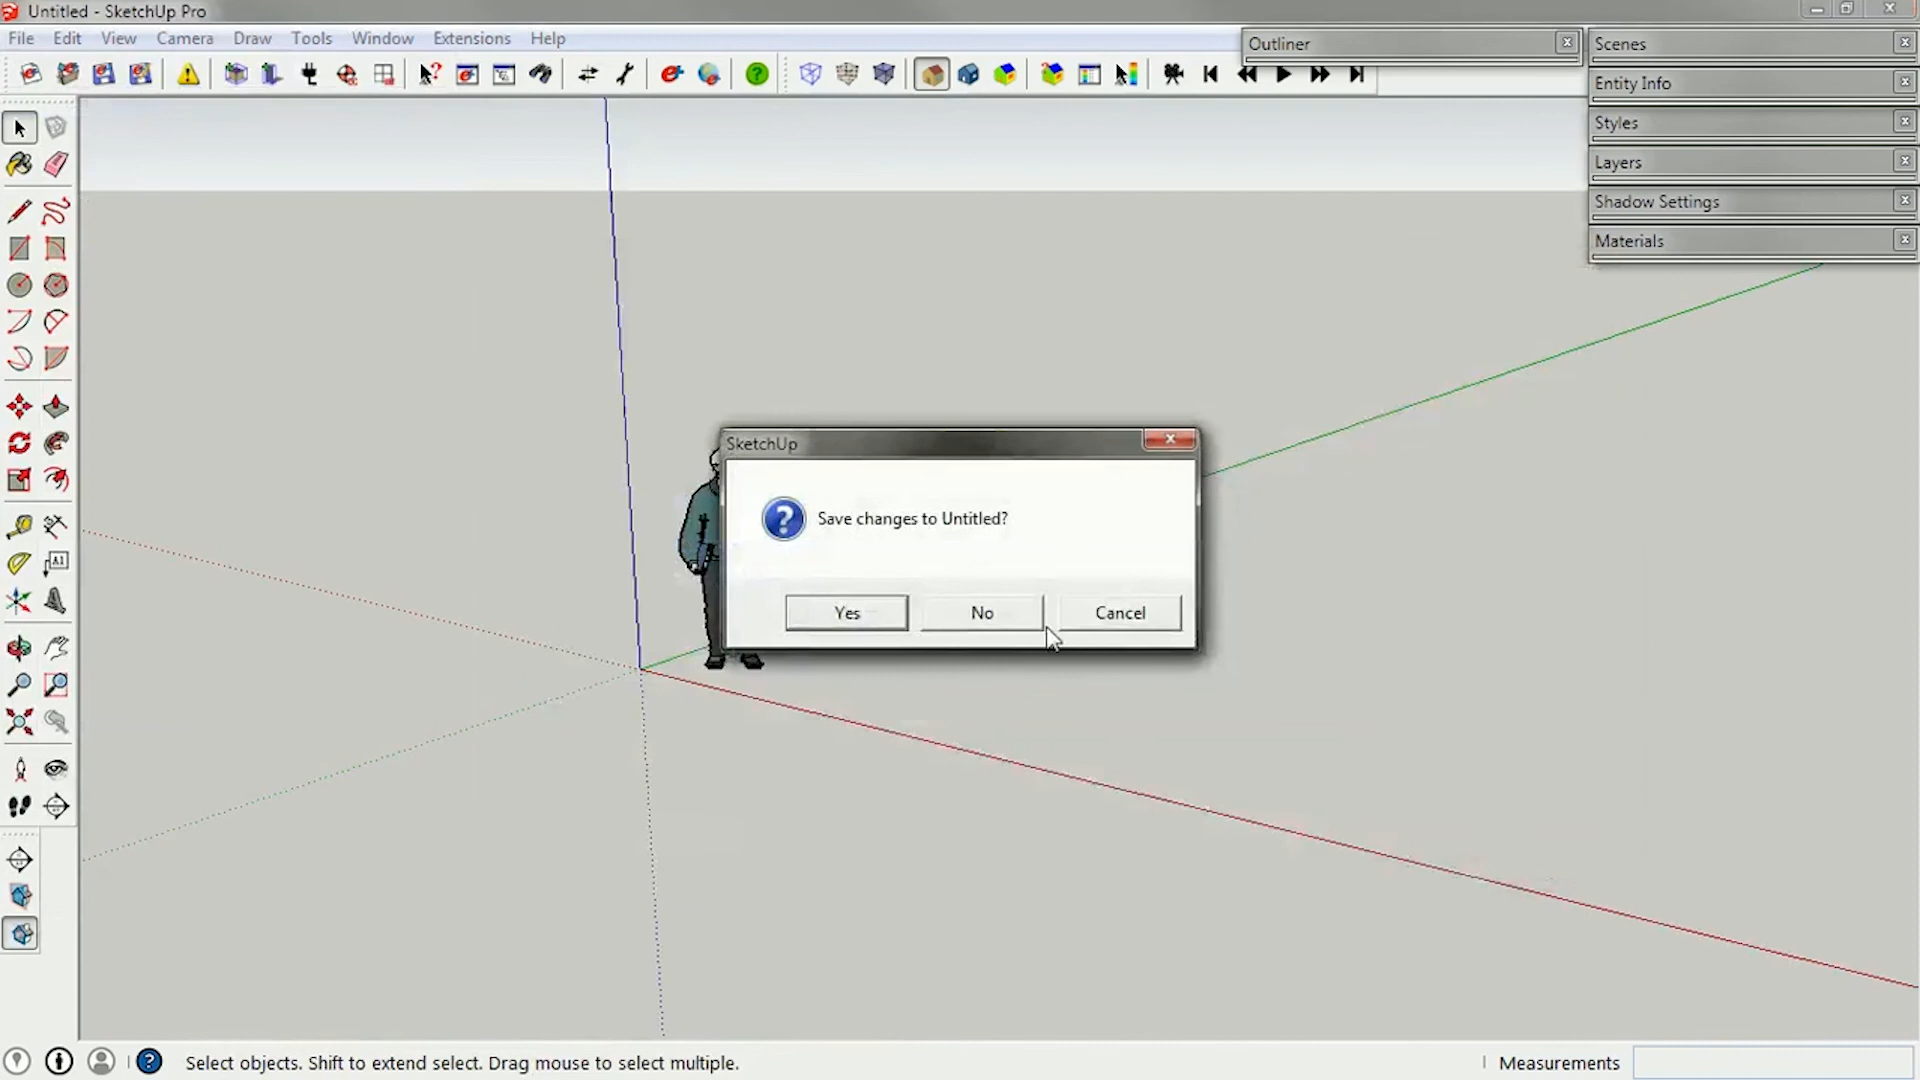 Untitled - SketchUp Pro
File Edit View Camera Draw Tools Window Extensions Help
Outliner
Scenes
Entity Info
Styles
Layers
Shadow Settings
Materials
SketchUp
Save changes to Untitled?
Yes No Cancel
A1
Select objects. Shift to extend select. Drag mouse to select multiple.
Measurements